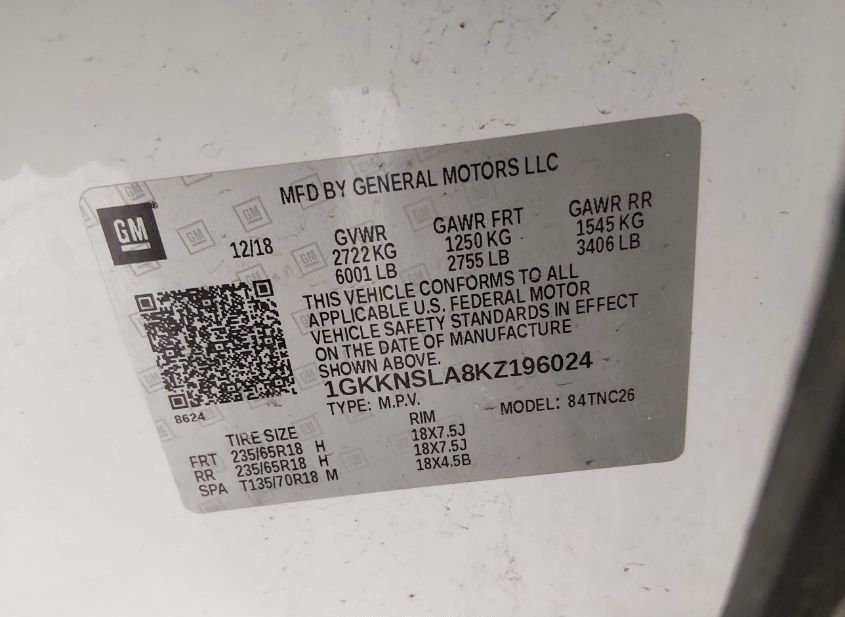 MFD BY GENERAL MOTORS LLC
GM®
12/18
GVWR
2722 KG
6001 LB
GAWR FRT
1250 KG
2755 LB
GAWR RR
1545 KG
3406 LB
THIS VEHICLE CONFORMS TO ALL
APPLICABLE U.S. FEDERAL MOTOR
VEHICLE SAFETY STANDARDS IN EFFECT
ON THE DATE OF MANUFACTURE
SHOWN ABOVE.
1GKKNSLA8KZ196024
TYPE: M.P.V. MODEL: 84TNC26
8624
TIRE SIZE RIM
FRT 235/65R18 H 18X7.5J
RR 235/65R18 H 18X7.5J
SPA T135/70R18 M 18X4.5B